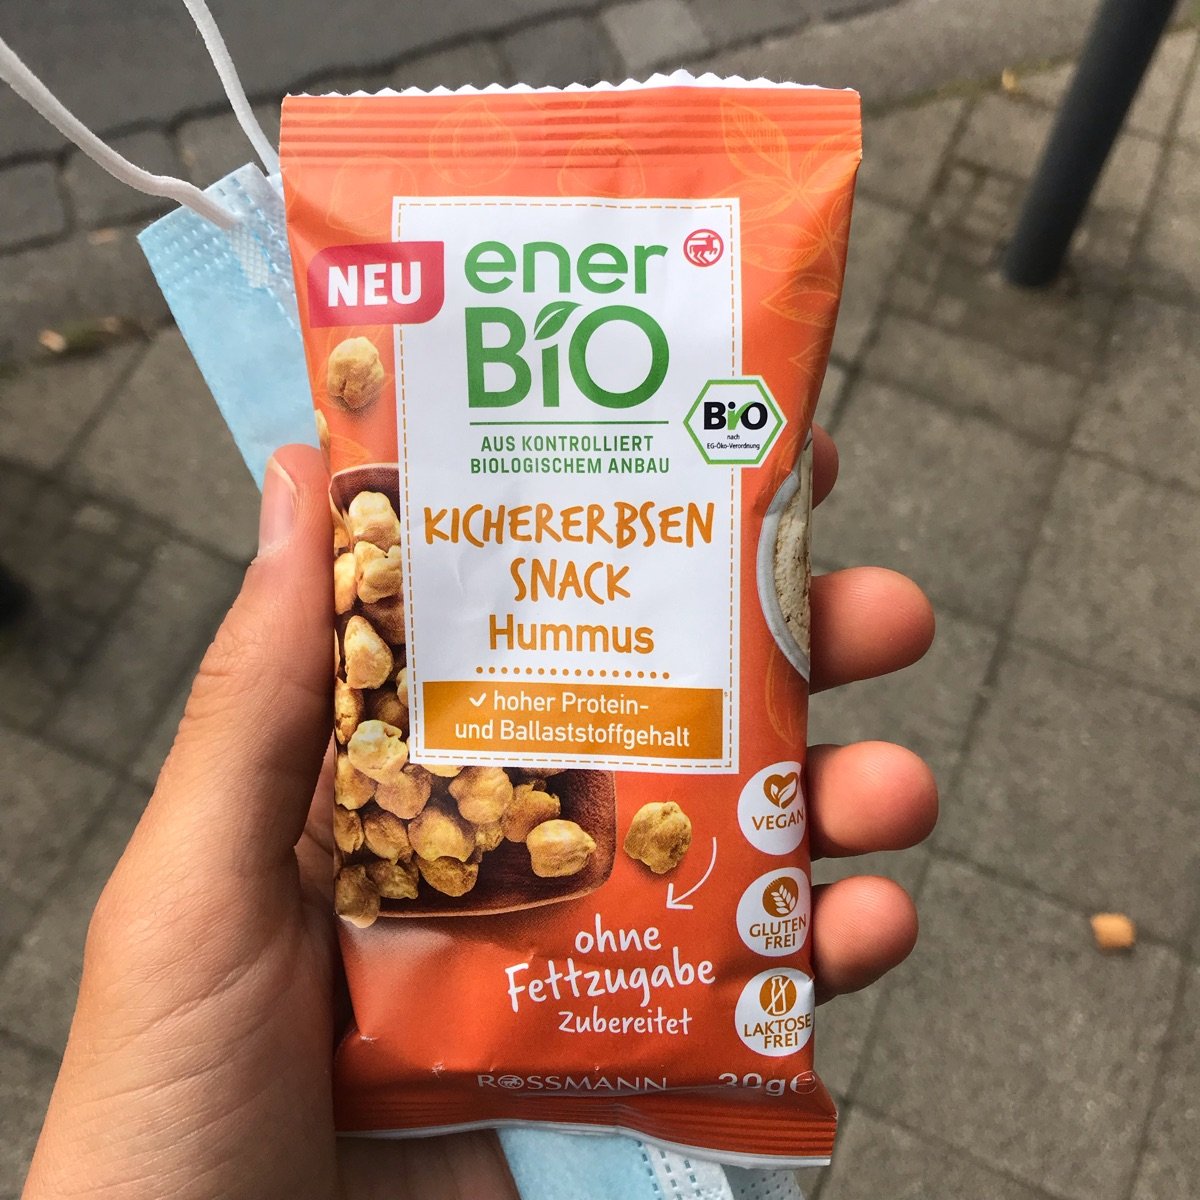 NEU
ener
BiO
AUS KONTROLLIERT
BIOLOGISCHEM ANBAU
BiO
nach
EG-Öko-Verordnung
KICHERERBSEN
SNACK
Hummus
hoher Protein-
und Ballaststoffgehalt
VEGAN
GLUTEN
FREI
ohne
Fettzugabe
zubereitet
LAKTOSE
FREI
ROSSMANN
30g e